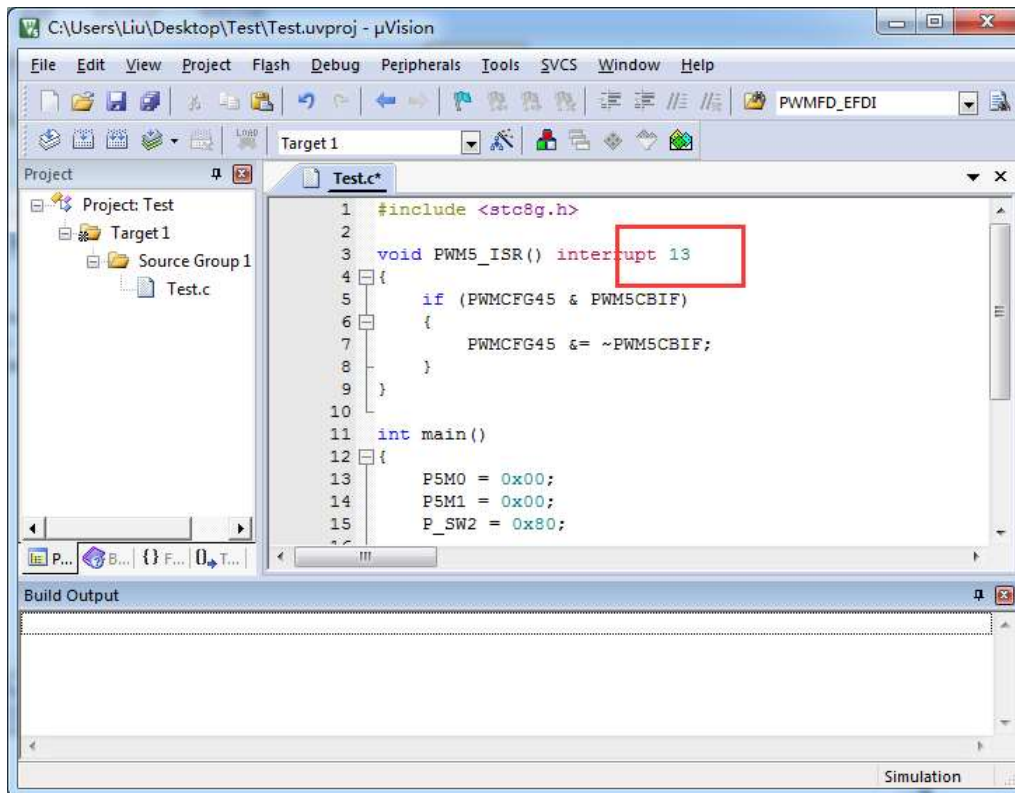 C:\Users\Liu\Desktop\Test\Test.uvproj - µVision
File Edit View Project Flash Debug Peripherals Tools SVCS Window Help
PWMFD_EFDI
LOAD
Target 1
Project
Test.c*
Project: Test
Target 1
Source Group 1
Test.c
1 #include <stc8g.h>
2
3 void PWM5_ISR() interrupt 13
4 {
5 if (PWMCFG45 & PWM5CBIF)
6 {
7 PWMCFG45 &= ~PWM5CBIF;
8 }
9 }
10
11 int main()
12 {
13 P5M0 = 0x00;
14 P5M1 = 0x00;
15 P_SW2 = 0x80;
P... B... {} F... 0 T...
Build Output
Simulation